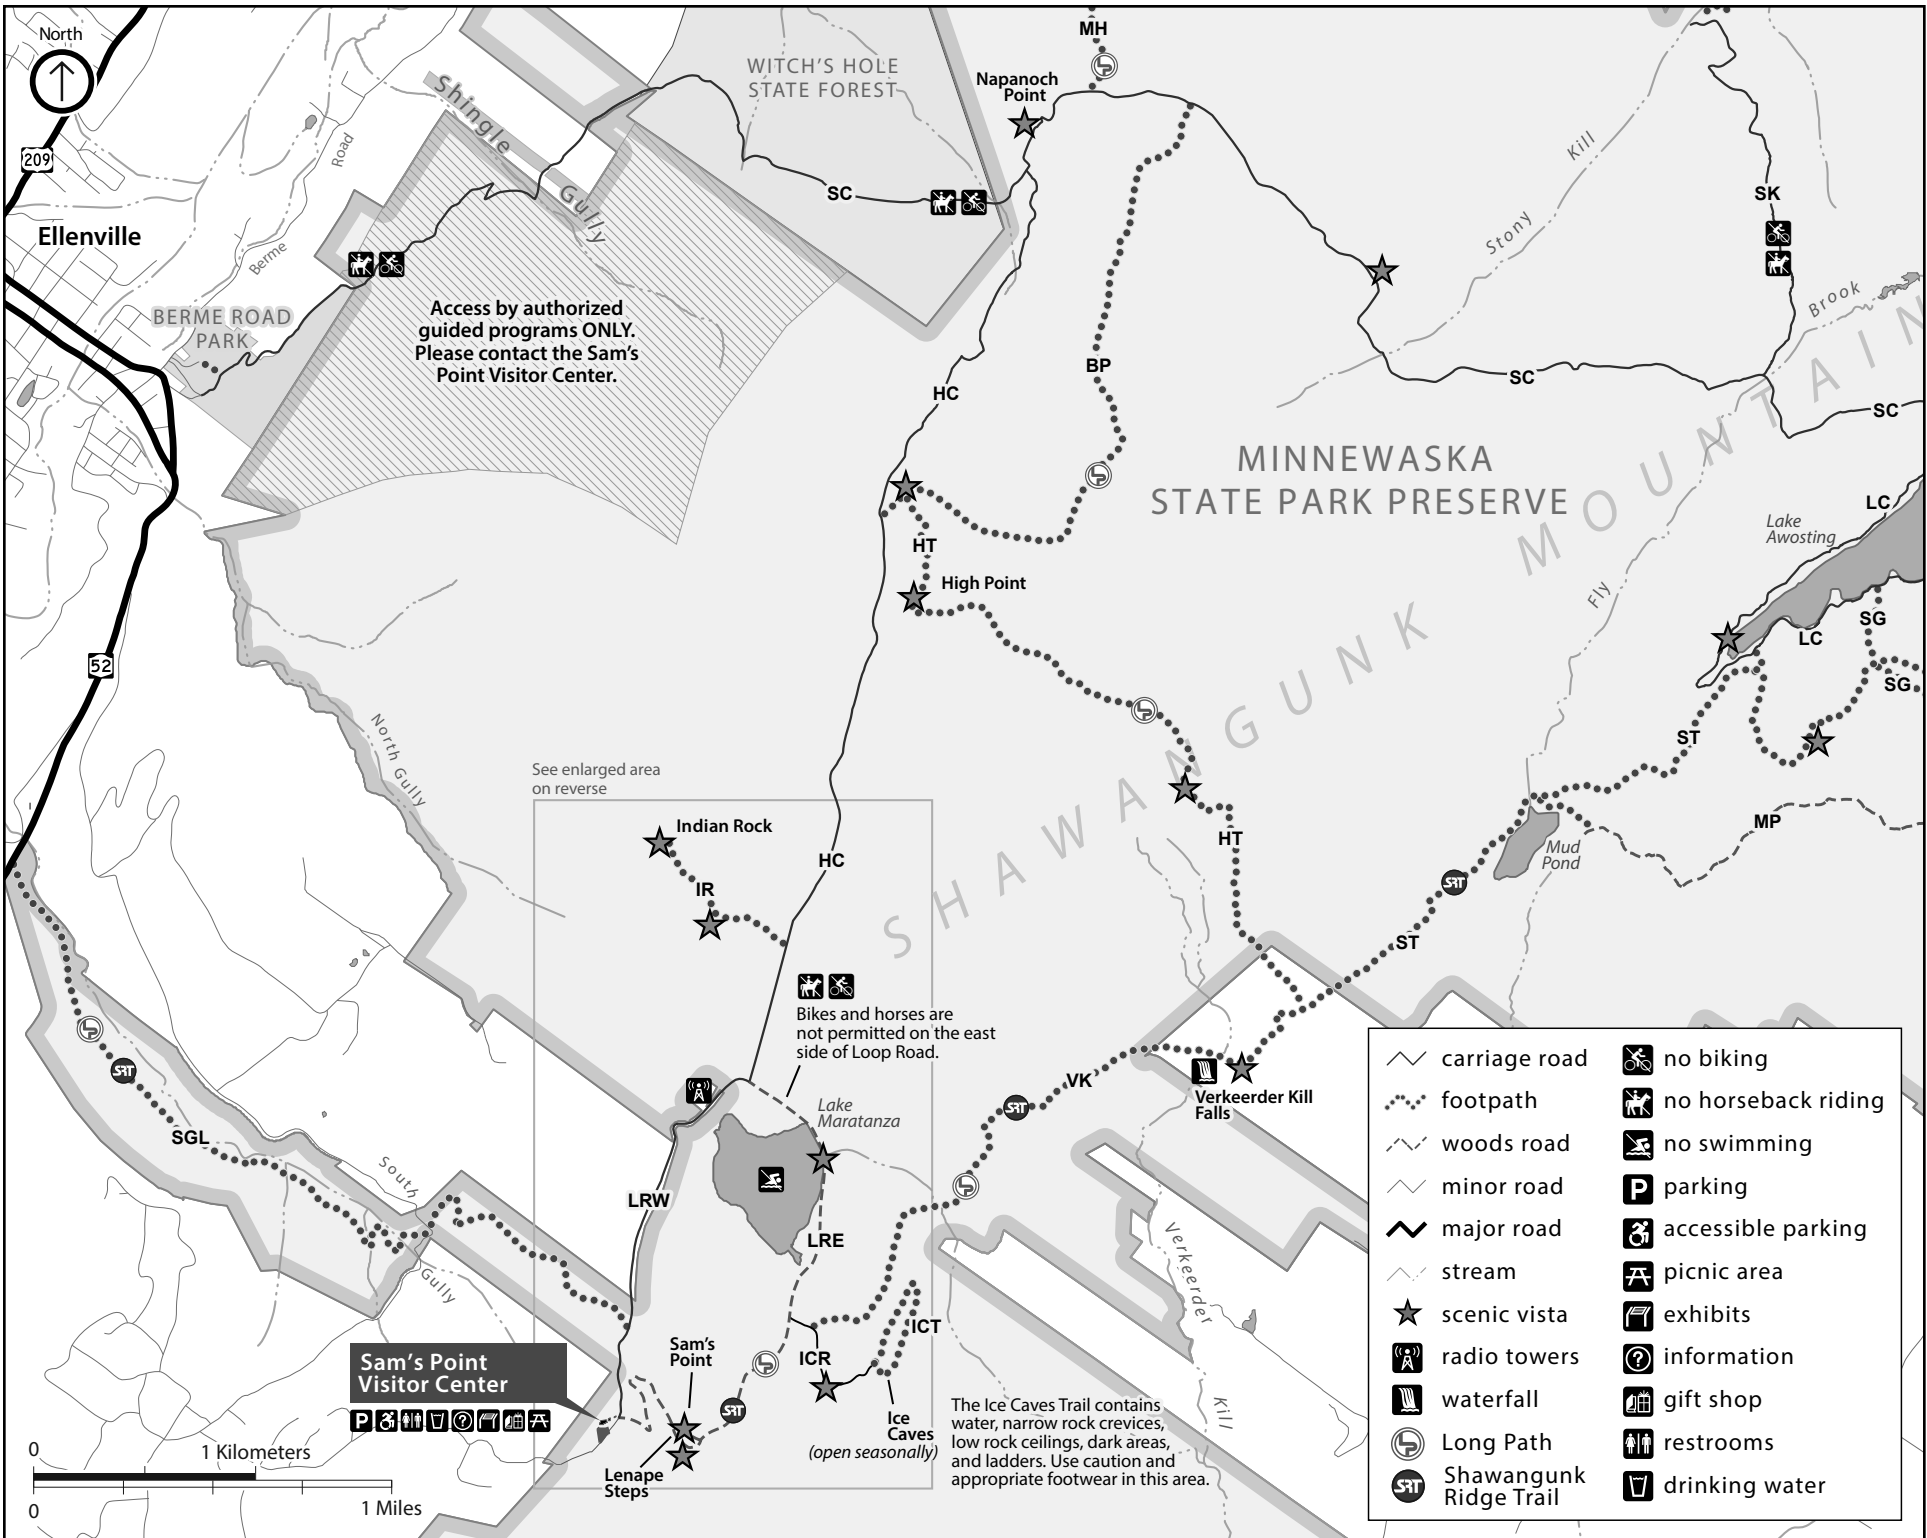 North
209
Ellenville
BERME ROAD
PARK
Berme
Road
Shingle
Gully
WITCH'S HOLE
STATE FOREST
Napanoch
Point
MH
SC
SK
Stony
Kill
Brook
Access by authorized
guided programs ONLY.
Please contact the Sam's
Point Visitor Center.
HC
BP
SC
SC
MINNEWASKA
STATE PARK PRESERVE
SHAWANGUNK MOUNTAIN
HT
High Point
Fly
Lake
Awosting
LC
LC
SG
SG
52
North Gully
ST
MP
Mud
Pond
See enlarged area
on reverse
Indian Rock
IR
HC
HT
SRT
ST
Bikes and horses are
not permitted on the east
side of Loop Road.
SRT
SGL
South
Gully
LRW
Lake
Maratanza
LRE
VK
SRT
Verkeerder Kill
Falls
Verkeerder
Kill
ICT
ICR
Sam's
Point
SRT
Lenape
Steps
Ice
Caves
(open seasonally)
The Ice Caves Trail contains
water, narrow rock crevices,
low rock ceilings, dark areas,
and ladders. Use caution and
appropriate footwear in this area.
Sam's Point
Visitor Center
P
?
0
1 Kilometers
0
1 Miles
carriage road
footpath
woods road
minor road
major road
stream
scenic vista
radio towers
waterfall
Long Path
SRT
Shawangunk
Ridge Trail
no biking
no horseback riding
no swimming
P
parking
accessible parking
picnic area
exhibits
?
information
gift shop
restrooms
drinking water